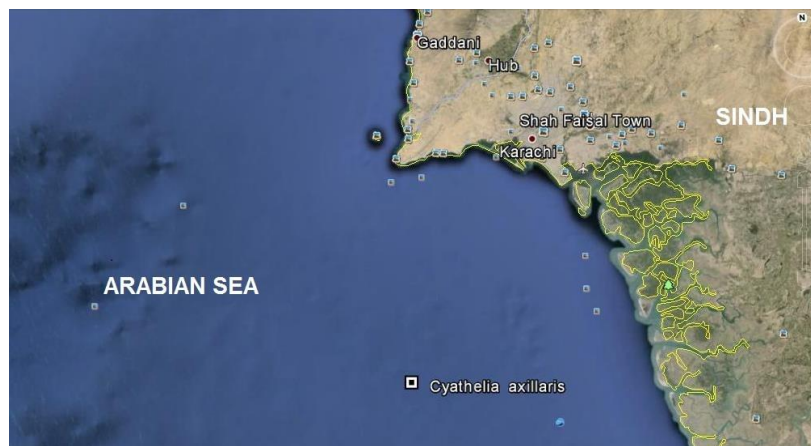 N
Gaddani
Hub
Shah Faisal Town
SINDH
Karachi
ARABIAN SEA
Cyathelia axillaris